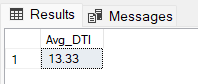 Results Messages
Avg_DTI
1 13.33